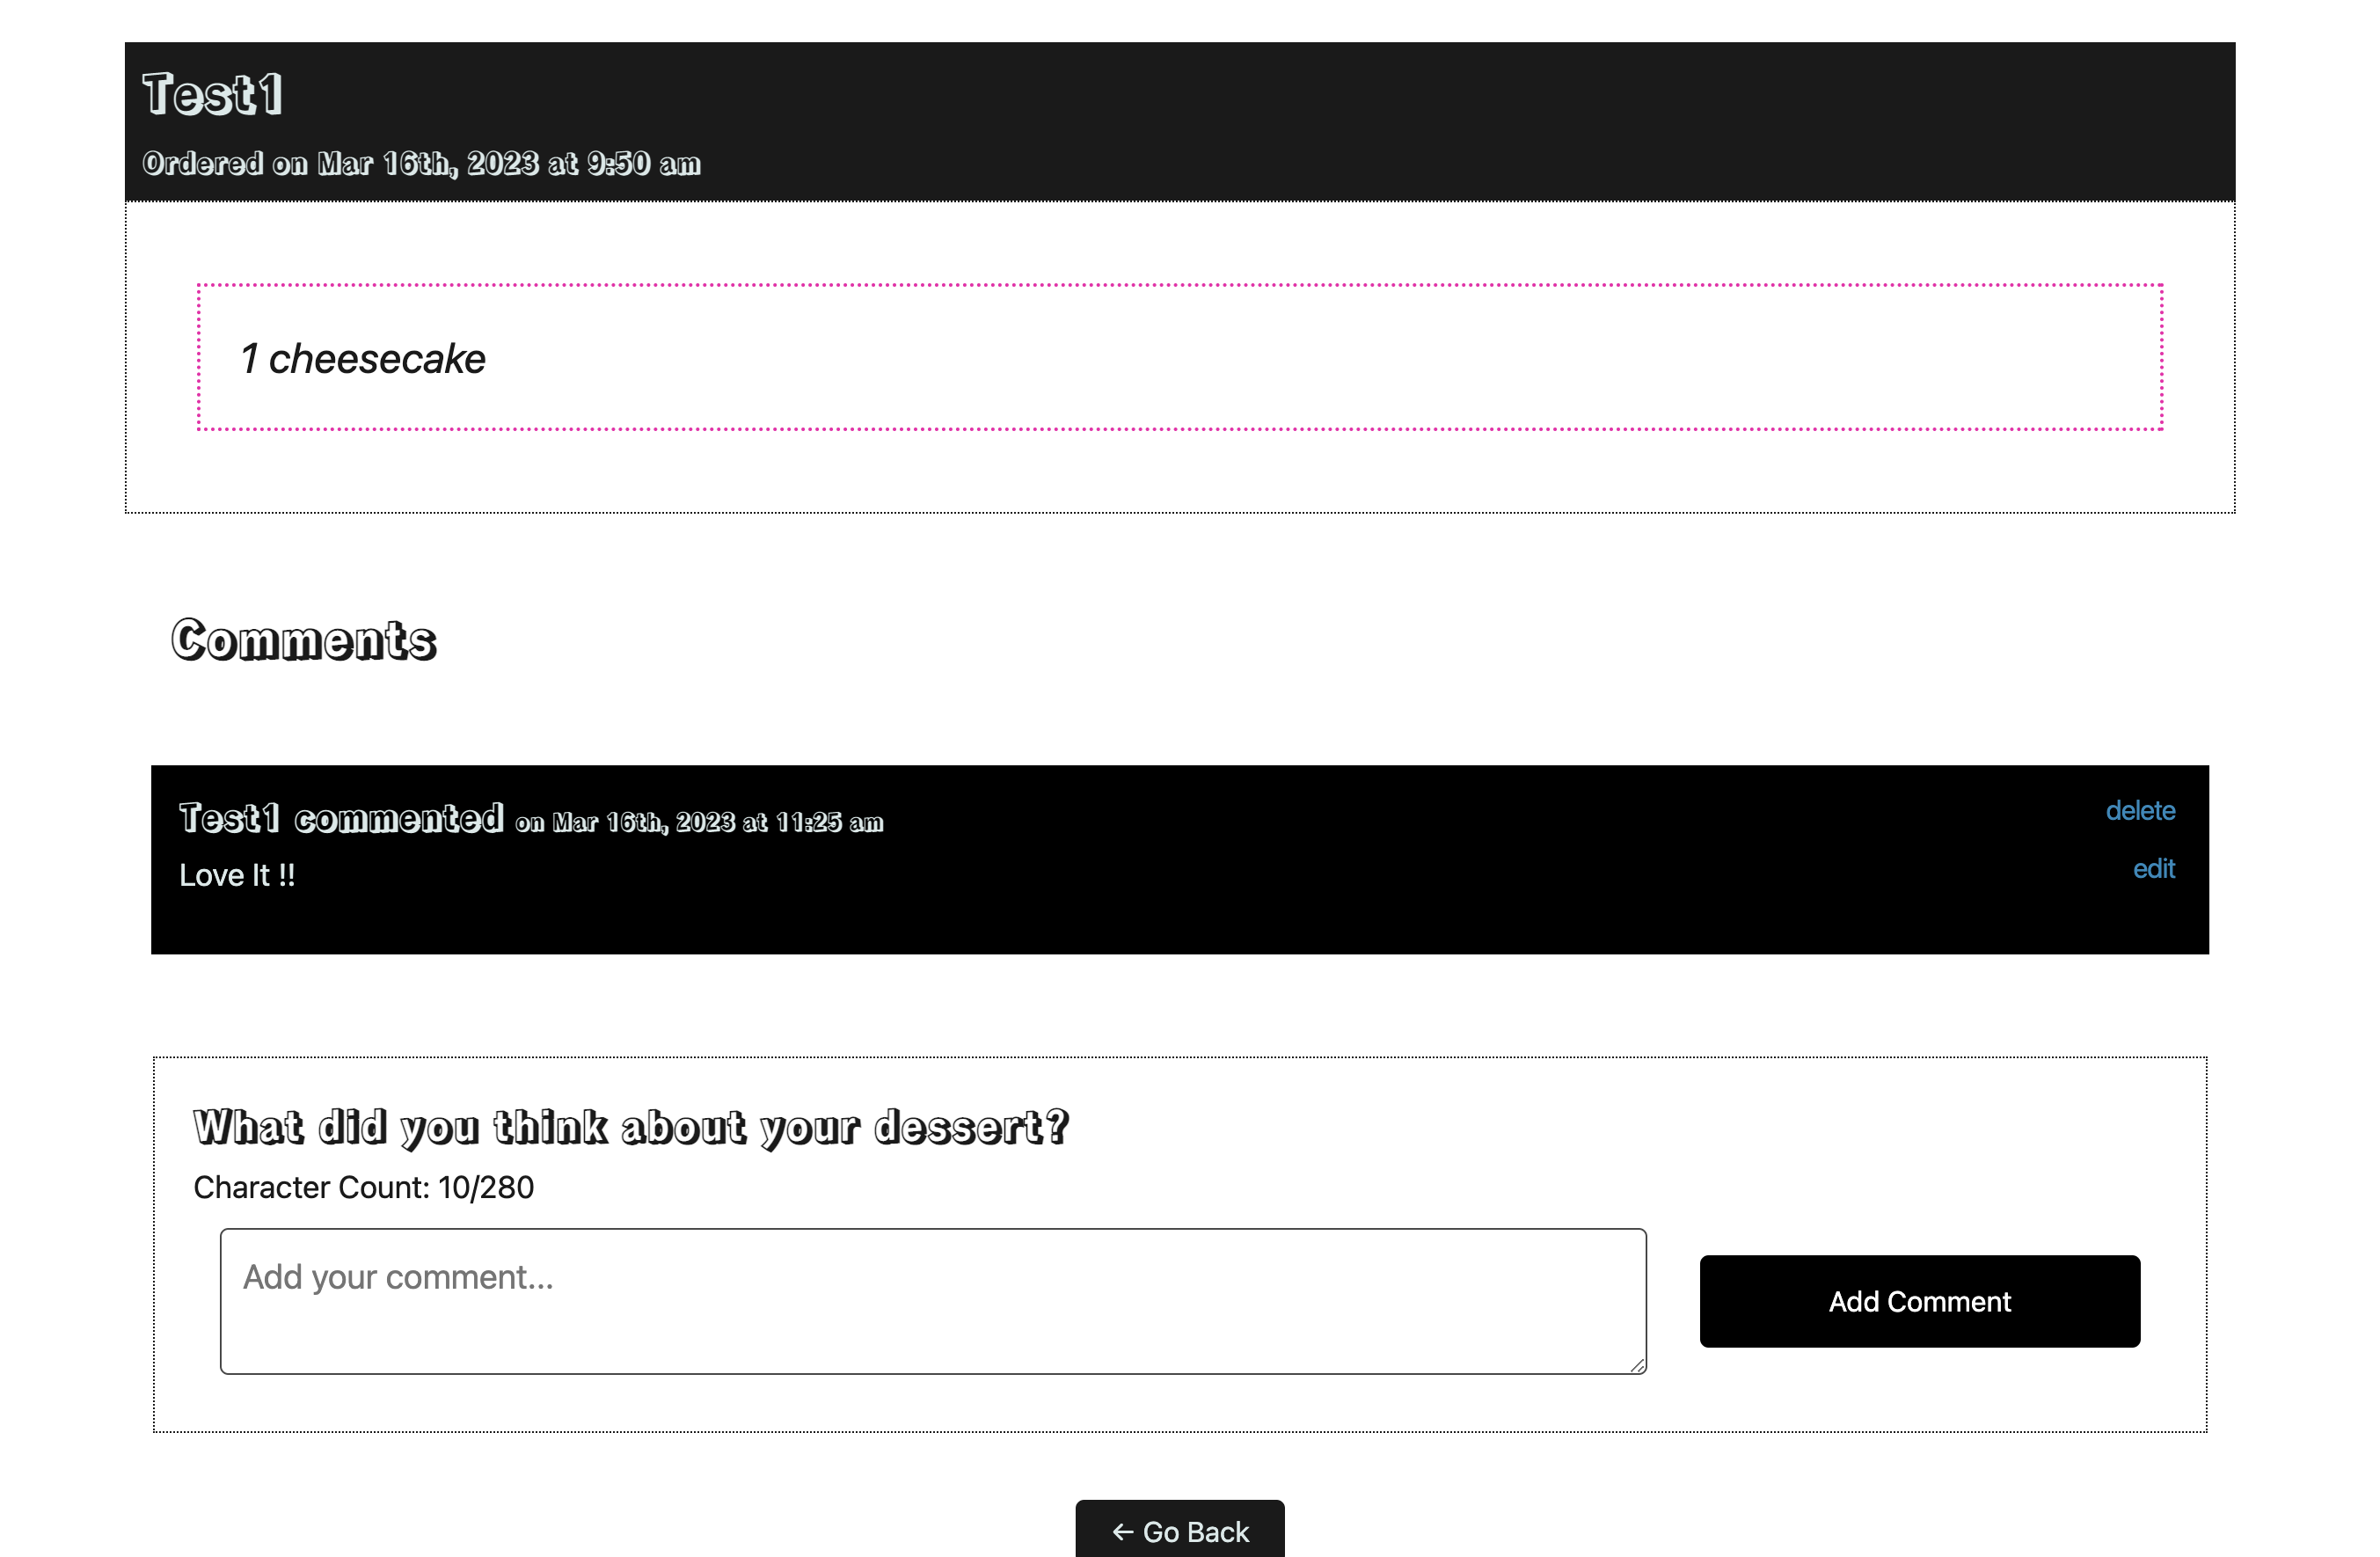 Test1
Ordered on Mar 16th, 2023 at 9:50 am
1 cheesecake
Comments
Test1 commented on Mar 16th, 2023 at 11:25 am
delete
Love It !!
edit
What did you think about your dessert?
Character Count: 10/280
Add your comment...
Add Comment
← Go Back